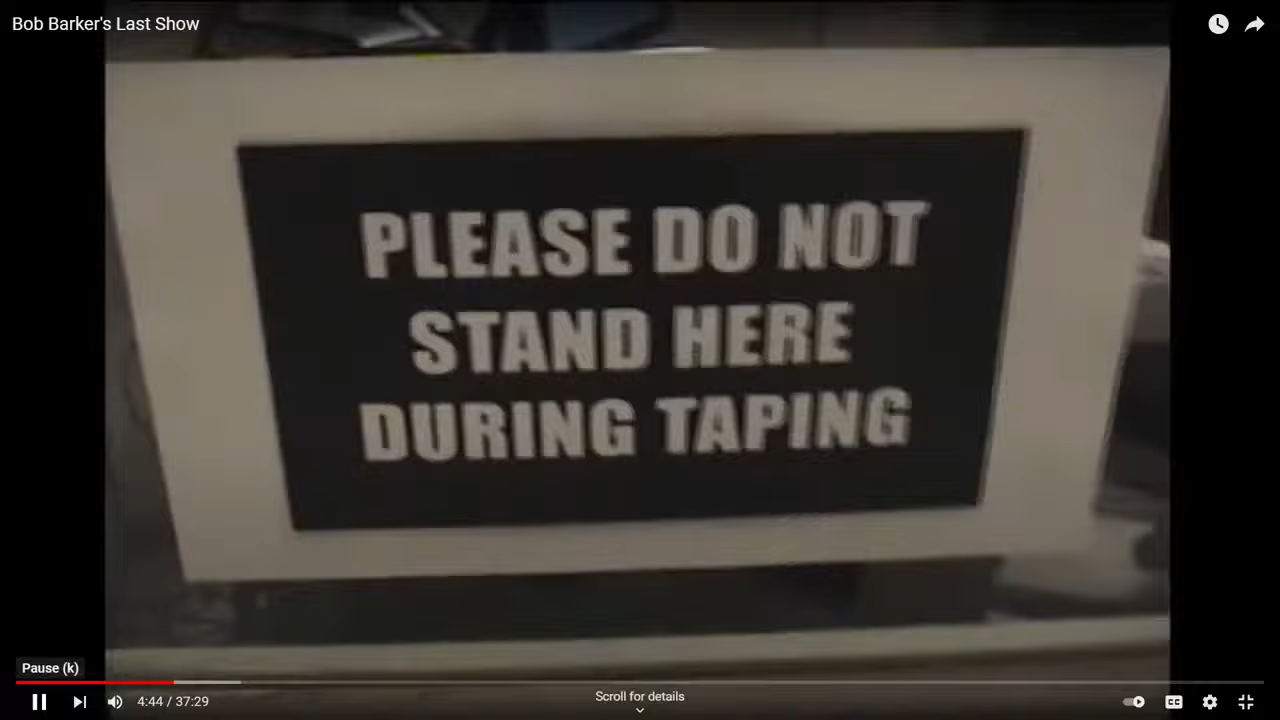 Bob Barker's Last Show
PLEASE DO NOT
STAND HERE
DURING TAPING
Pause (k)
4:44 / 37:29
Scroll for details
CC